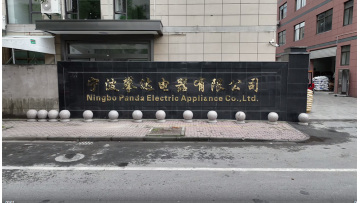 宁波电器有限公司
Ningbo Panda Electric Appliance Co.,Ltd.